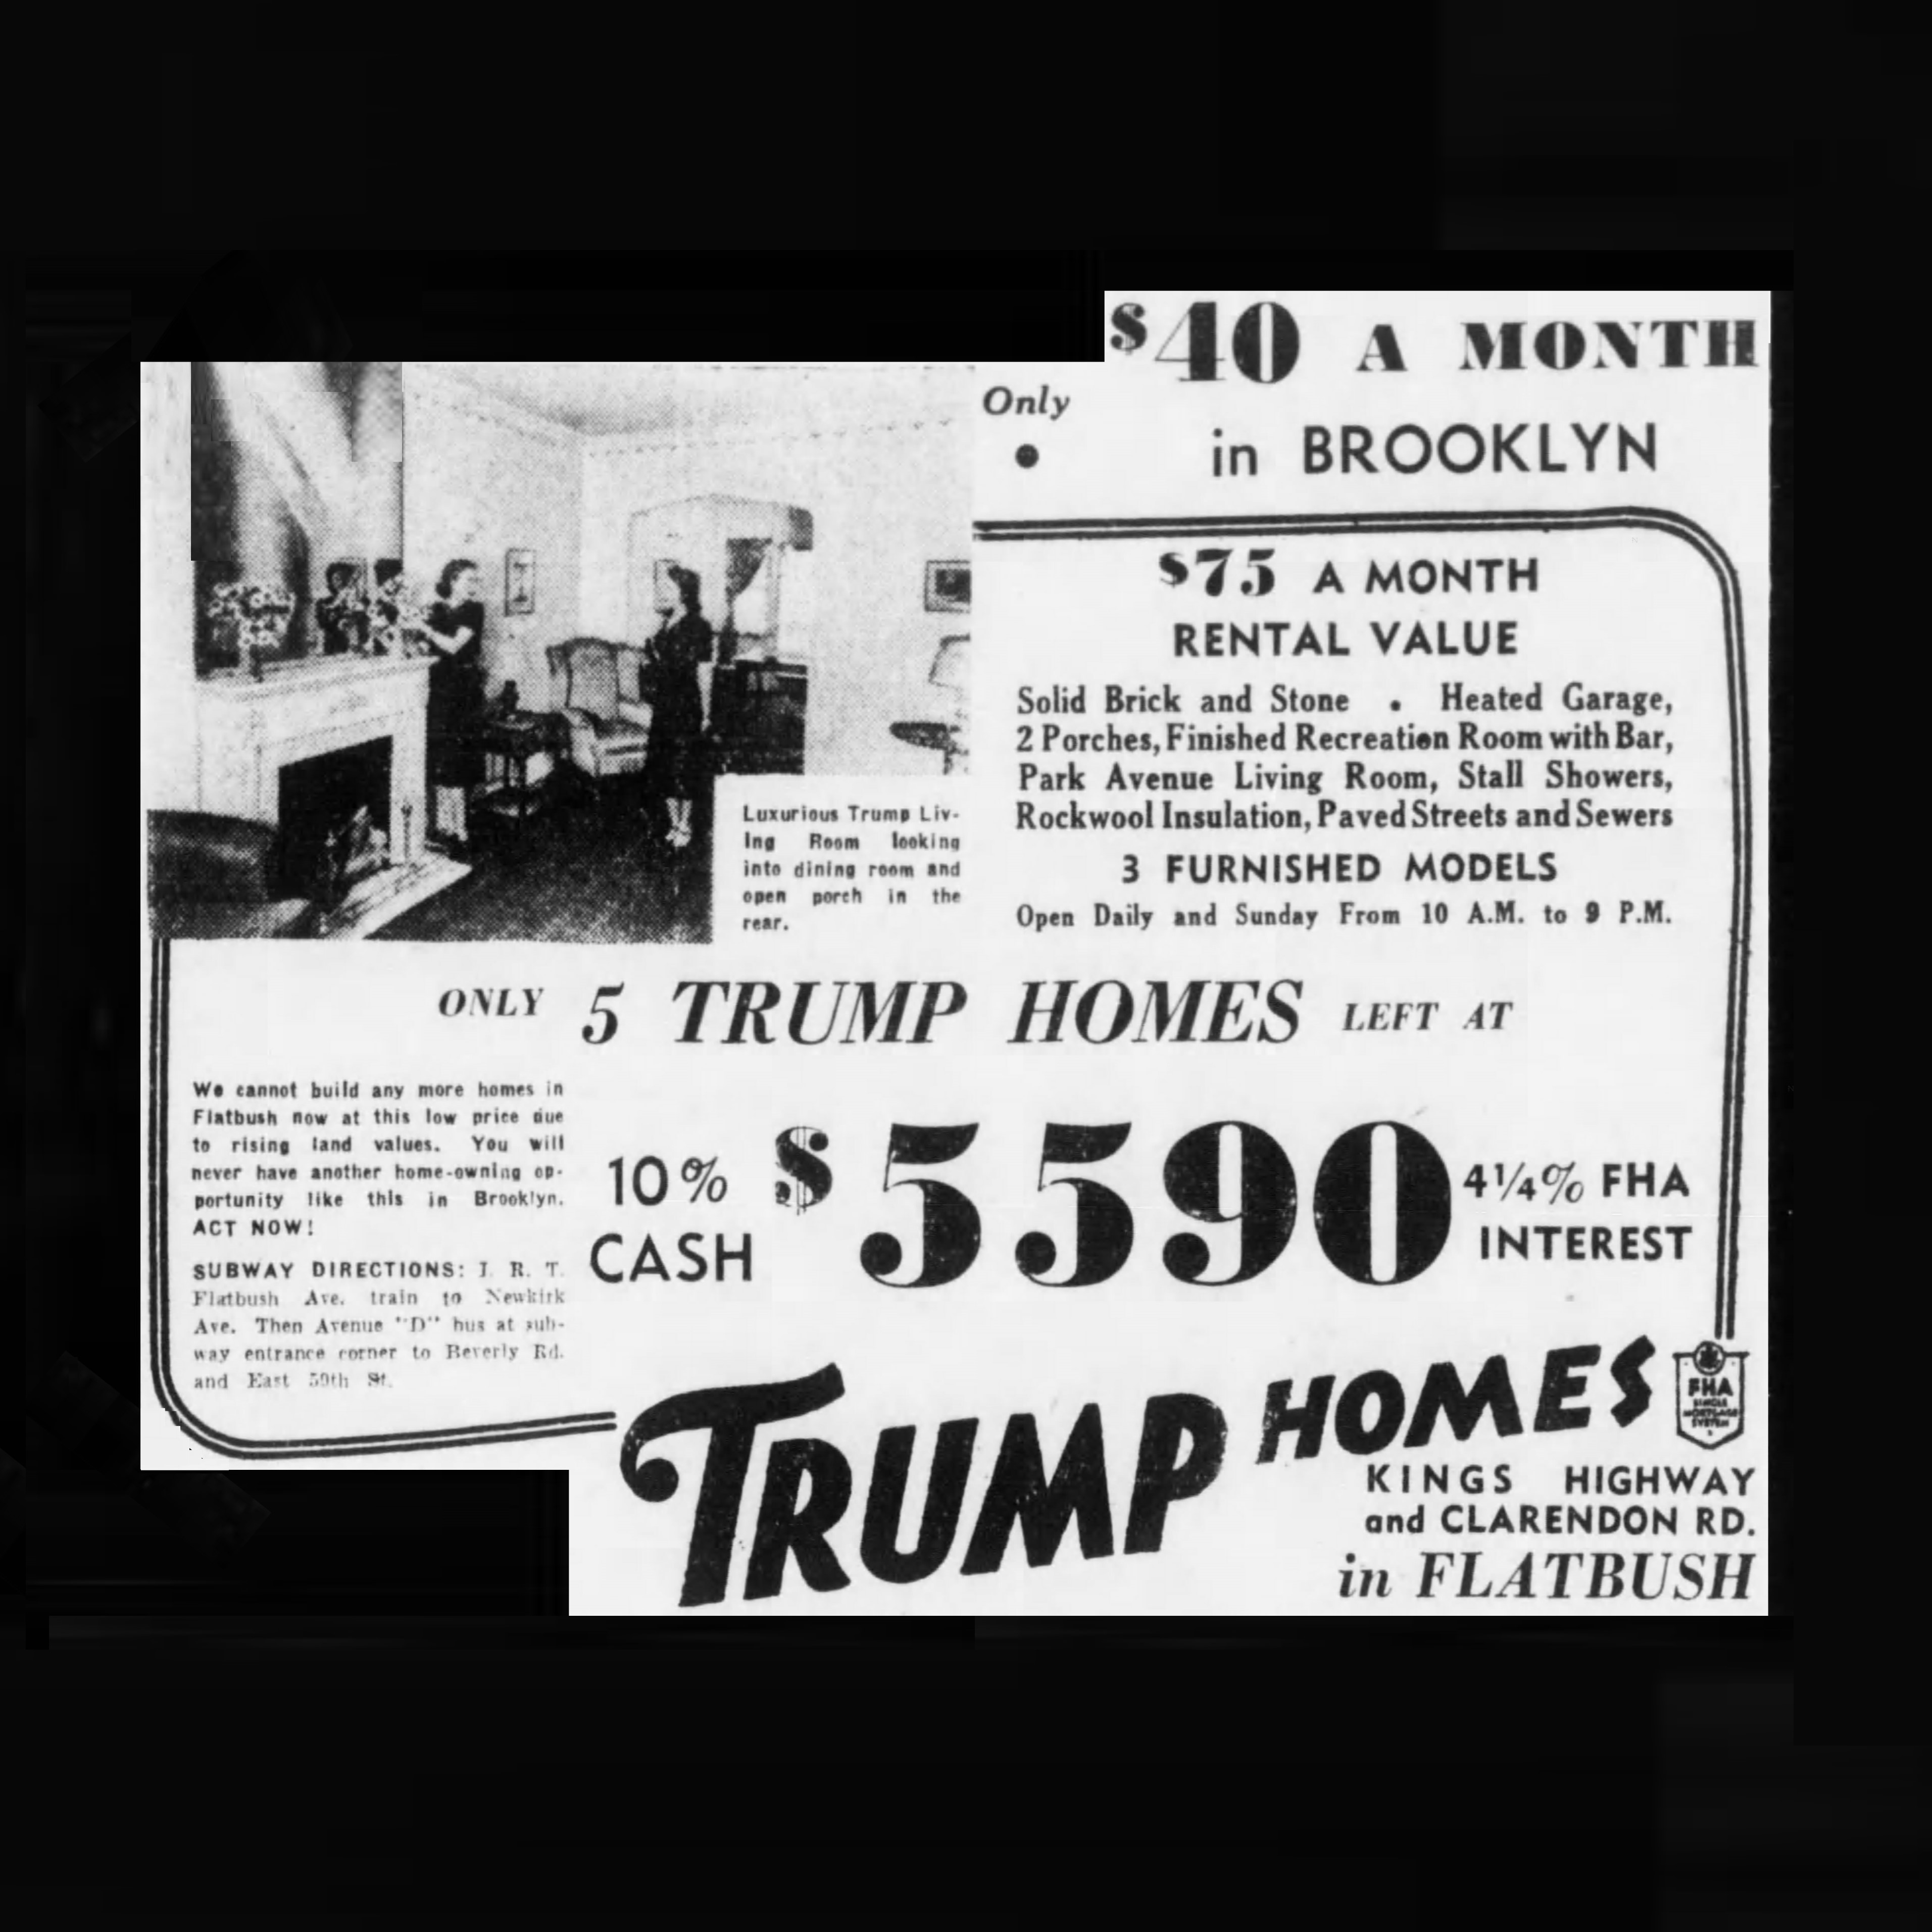 $40 A MONTH
Only
• in BROOKLYN
$75 A MONTH
RENTAL VALUE
Solid Brick and Stone • Heated Garage,
2 Porches, Finished Recreation Room with Bar,
Park Avenue Living Room, Stall Showers,
Rockwool Insulation, Paved Streets and Sewers
3 FURNISHED MODELS
Open Daily and Sunday From 10 A.M. to 9 P.M.
Luxurious Trump Liv-
ing Room looking
into dining room and
open porch in the
rear.
ONLY 5 TRUMP HOMES LEFT AT
We cannot build any more homes in
Flatbush now at this low price due
to rising land values. You will
never have another home-owning op-
portunity like this in Brooklyn.
ACT NOW!
SUBWAY DIRECTIONS: I. R. T.
Flatbush Ave. train to Newkirk
Ave. Then Avenue "D" bus at sub-
way entrance corner to Beverly Rd.
and East 59th St.
10%
CASH
$5590
4¼% FHA
INTEREST
TRUMP HOMES
FHA
SINGLE
MORTGAGE
SYSTEM
KINGS HIGHWAY
and CLARENDON RD.
in FLATBUSH